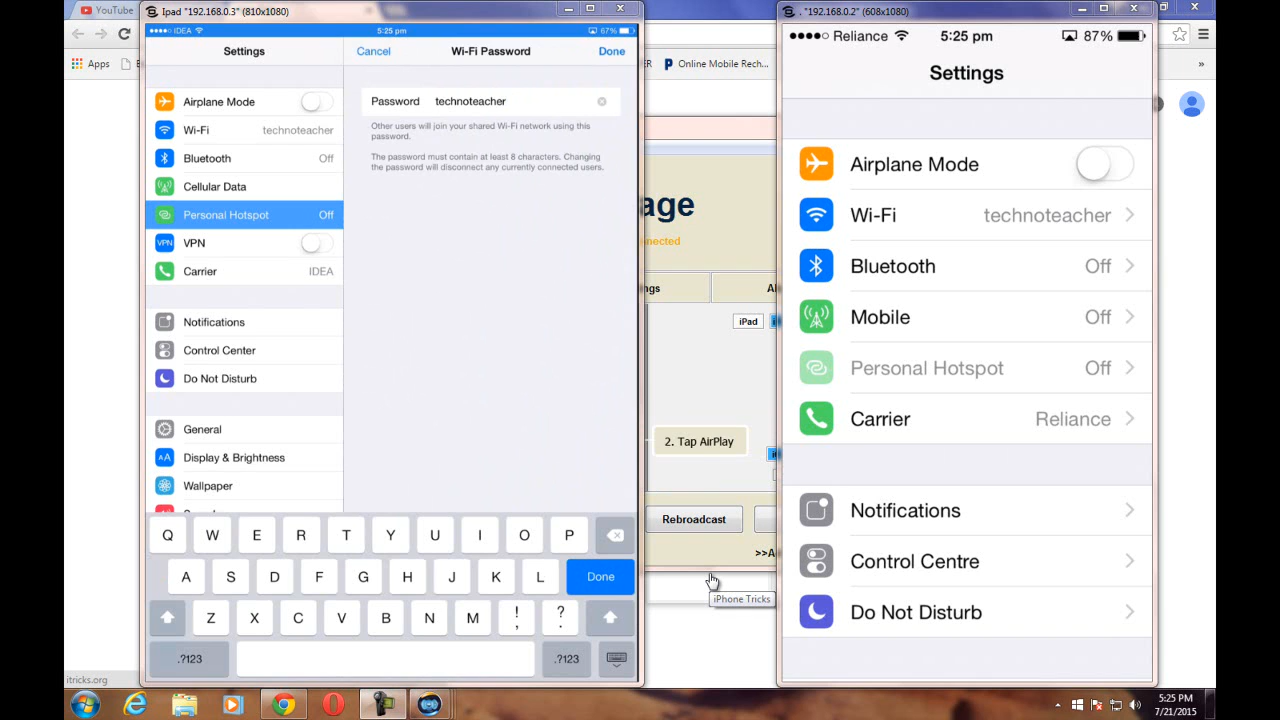 YouTube
Apps
Online Mobile Rech...
»
Ipad "192.168.0.3" (810x1080)
IDEA
5:25 pm
67%
Settings
Airplane Mode
Wi-Fi technoteacher
Bluetooth Off
Cellular Data
Personal Hotspot Off
VPN VPN
Carrier IDEA
Notifications
Control Center
Do Not Disturb
General
AA Display & Brightness
Wallpaper
Cancel Wi-Fi Password Done
Password technoteacher
Other users will join your shared Wi-Fi network using this
password.
The password must contain at least 8 characters. Changing
the password will disconnect any currently connected users.
Q W E R T Y U I O P
A S D F G H J K L Done
Z X C V B N M ! , ? .
.?123 .?123
age
nnected
ngs Al
iPad
2. Tap AirPlay
Rebroadcast
>>A
iPhone Tricks
. "192.168.0.2" (608x1080)
Reliance 5:25 pm 87%
Settings
Airplane Mode
Wi-Fi technoteacher
Bluetooth Off
Mobile Off
Personal Hotspot Off
Carrier Reliance
Notifications
Control Centre
Do Not Disturb
itricks.org
5:25 PM
7/21/2015